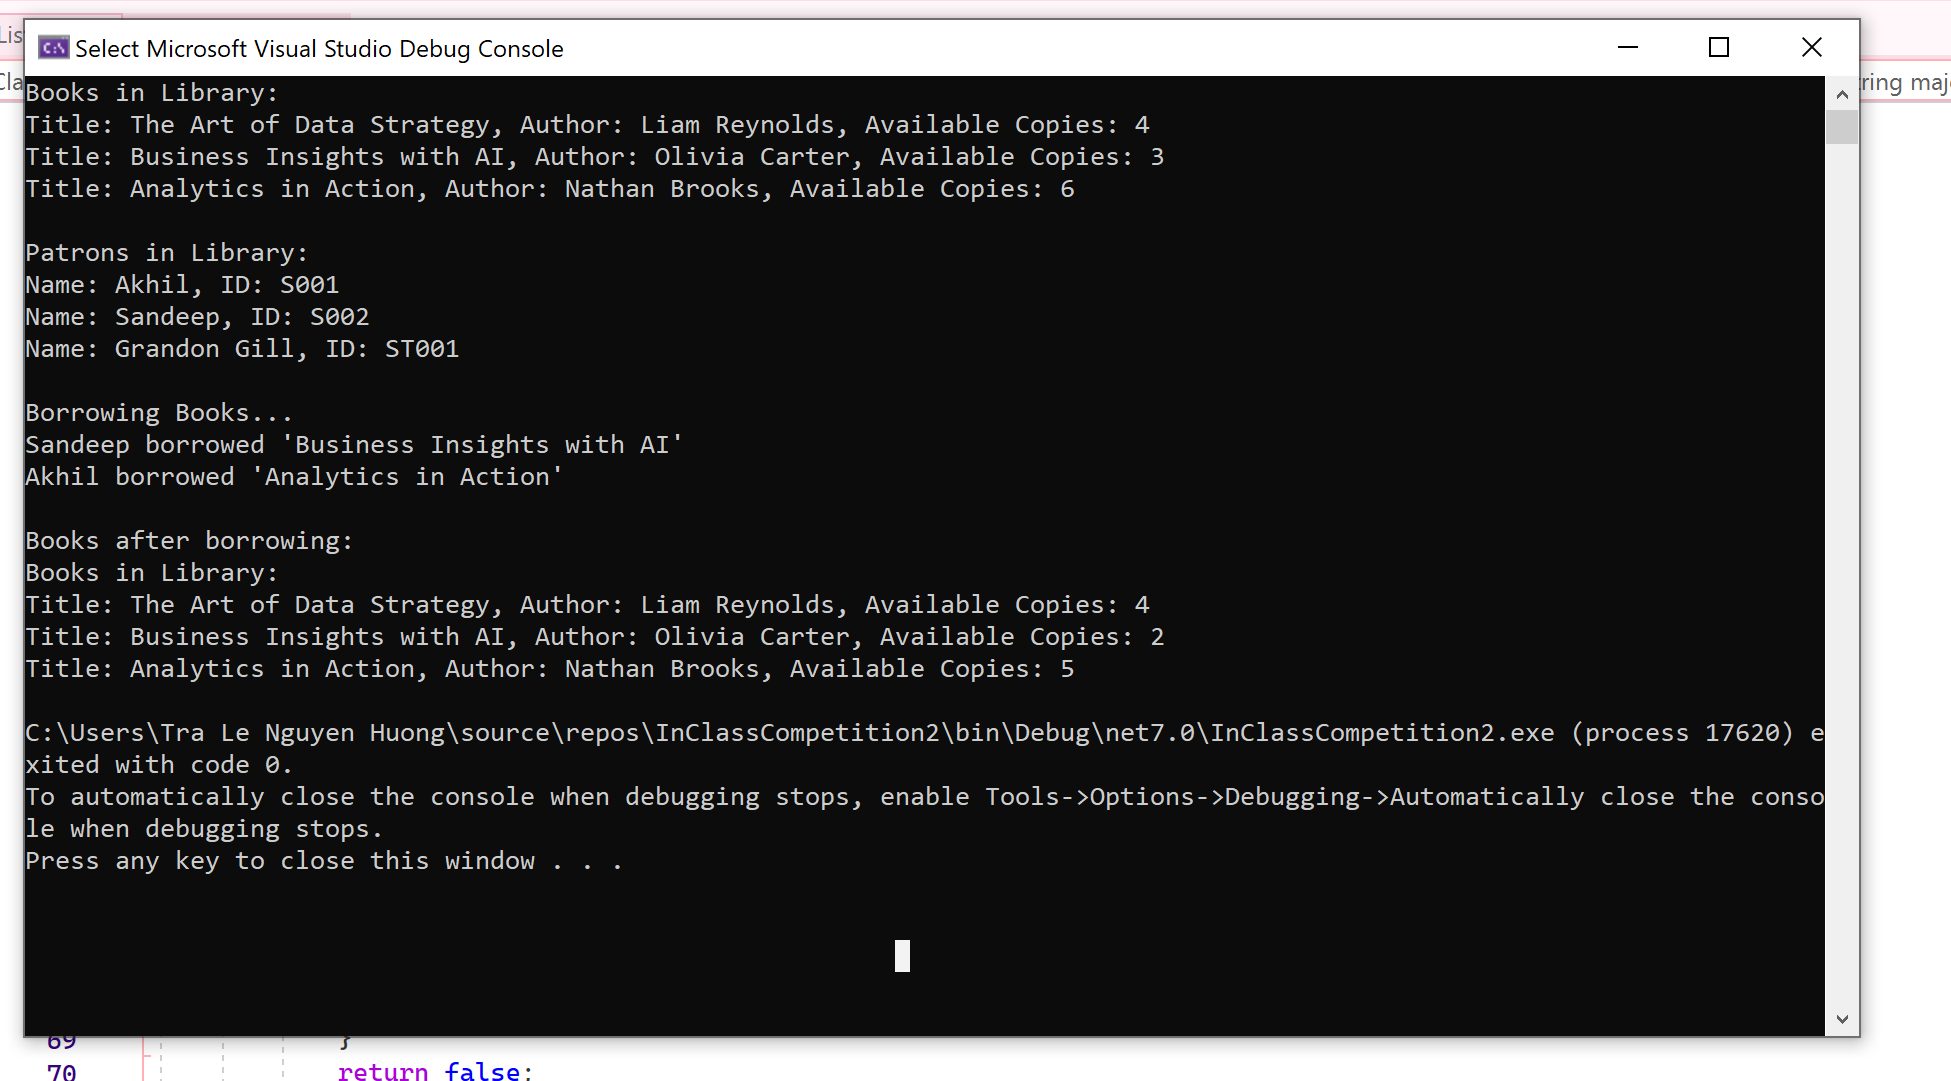 Lis
Select Microsoft Visual Studio Debug Console
Cla
ring maj
Books in Library:
Title: The Art of Data Strategy, Author: Liam Reynolds, Available Copies: 4
Title: Business Insights with AI, Author: Olivia Carter, Available Copies: 3
Title: Analytics in Action, Author: Nathan Brooks, Available Copies: 6
Patrons in Library:
Name: Akhil, ID: S001
Name: Sandeep, ID: S002
Name: Grandon Gill, ID: ST001
Borrowing Books...
Sandeep borrowed 'Business Insights with AI'
Akhil borrowed 'Analytics in Action'
Books after borrowing:
Books in Library:
Title: The Art of Data Strategy, Author: Liam Reynolds, Available Copies: 4
Title: Business Insights with AI, Author: Olivia Carter, Available Copies: 2
Title: Analytics in Action, Author: Nathan Brooks, Available Copies: 5
C:\Users\Tra Le Nguyen Huong\source\repos\InClassCompetition2\bin\Debug\net7.0\InClassCompetition2.exe (process 17620) e
xited with code 0.
To automatically close the console when debugging stops, enable Tools->Options->Debugging->Automatically close the conso
le when debugging stops.
Press any key to close this window . . .
69 }
70 return false;